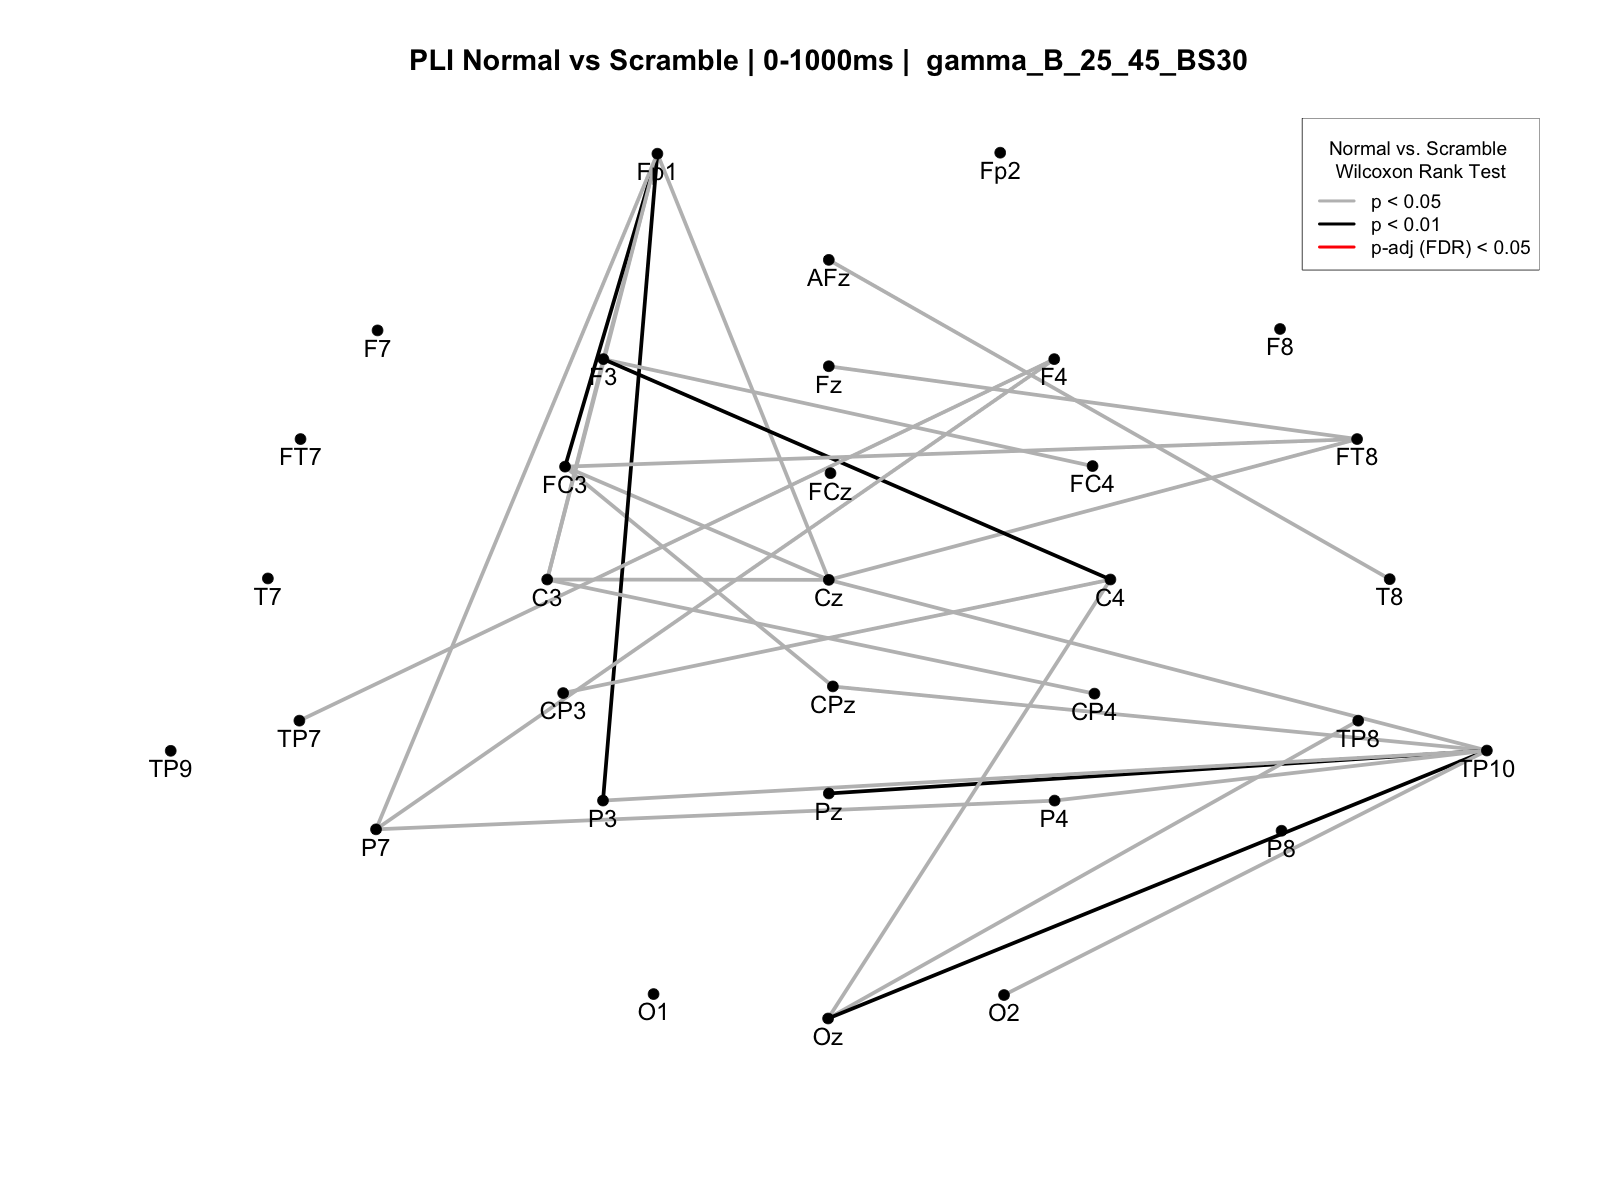 PLI Normal vs Scramble | 0-1000ms |  gamma_B_25_45_BS30
Normal vs. Scramble
Wilcoxon Rank Test
p < 0.05
p < 0.01
p-adj (FDR) < 0.05
Fp1
Fp2
AFz
F7
F3
Fz
F4
F8
FT7
FC3
FCz
FC4
FT8
T7
C3
Cz
C4
T8
TP7
CP3
CPz
CP4
TP8
TP9
TP10
P7
P3
Pz
P4
P8
O1
Oz
O2